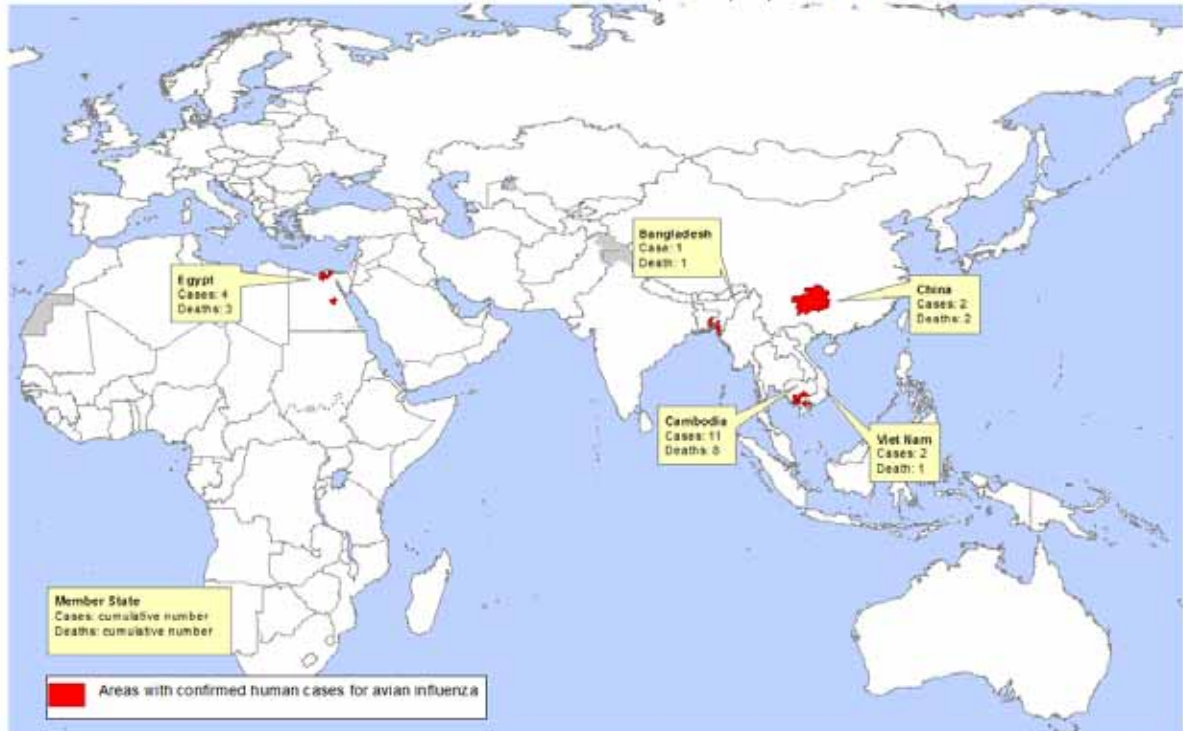 Bangladesh
Case: 1
Death: 1
Egypt
Cases: 4
Deaths: 3
China
Cases: 2
Deaths: 2
Cambodia
Cases: 11
Deaths: 8
Viet Nam
Cases: 2
Death: 1
Member State
Cases: cumulative number
Deaths: cumulative number
Areas with confirmed human cases for avian influenza